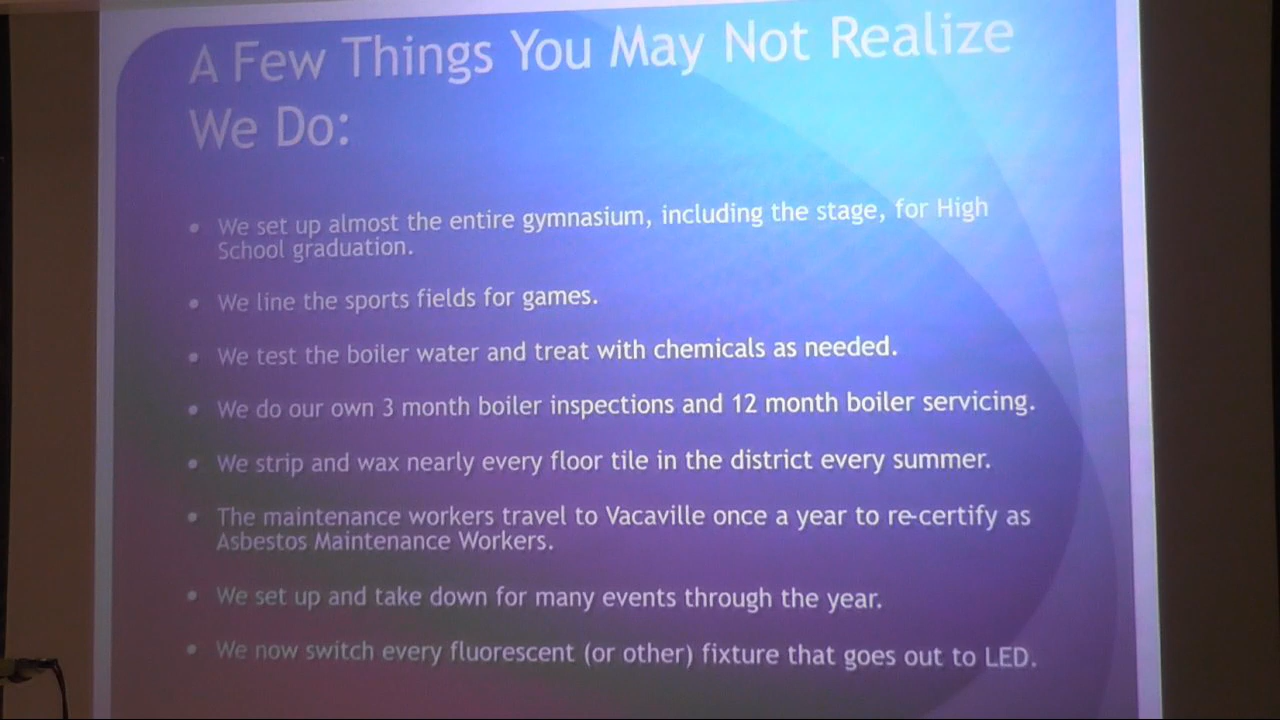 A Few Things You May Not Realize
We Do:
• We set up almost the entire gymnasium, including the stage, for High
School graduation.
• We line the sports fields for games.
• We test the boiler water and treat with chemicals as needed.
• We do our own 3 month boiler inspections and 12 month boiler servicing.
• We strip and wax nearly every floor tile in the district every summer.
• The maintenance workers travel to Vacaville once a year to re-certify as
Asbestos Maintenance Workers.
• We set up and take down for many events through the year.
• We now switch every fluorescent (or other) fixture that goes out to LED.